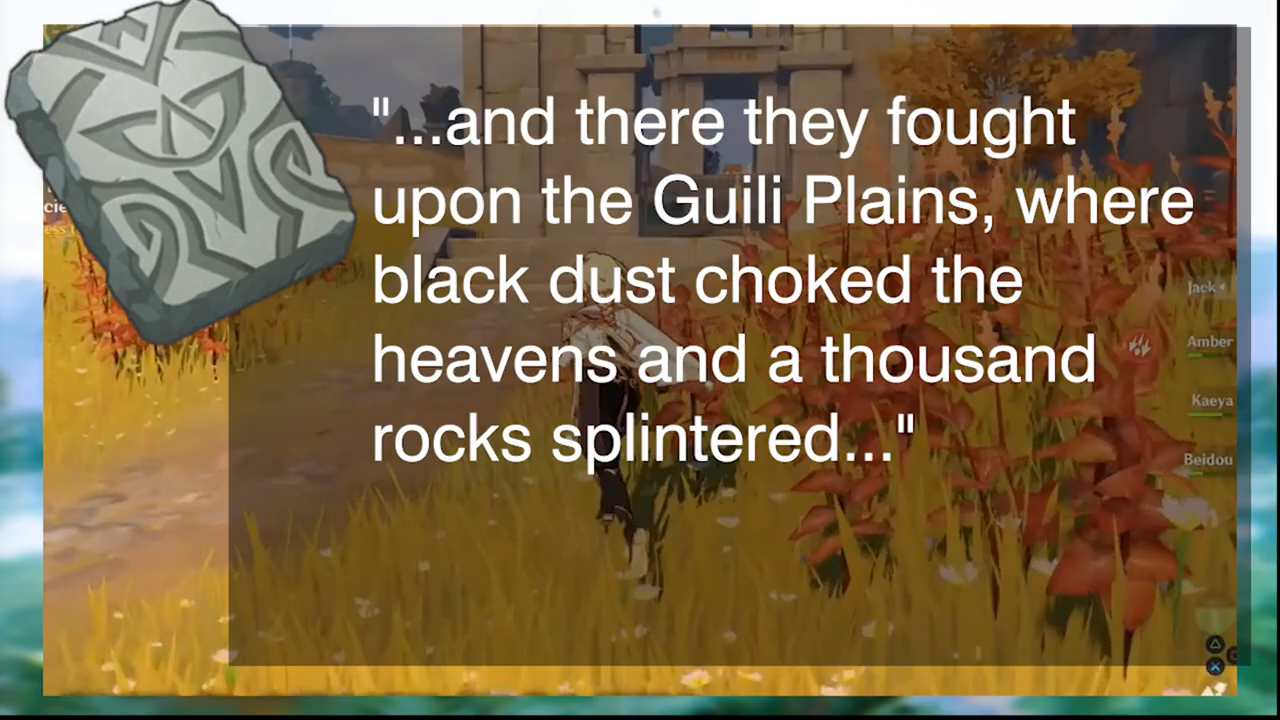 "...and there they fought
upon the Guili Plains, where
black dust choked the
heavens and a thousand
rocks splintered..."
Jack
Amber
Kaeya
Beidou